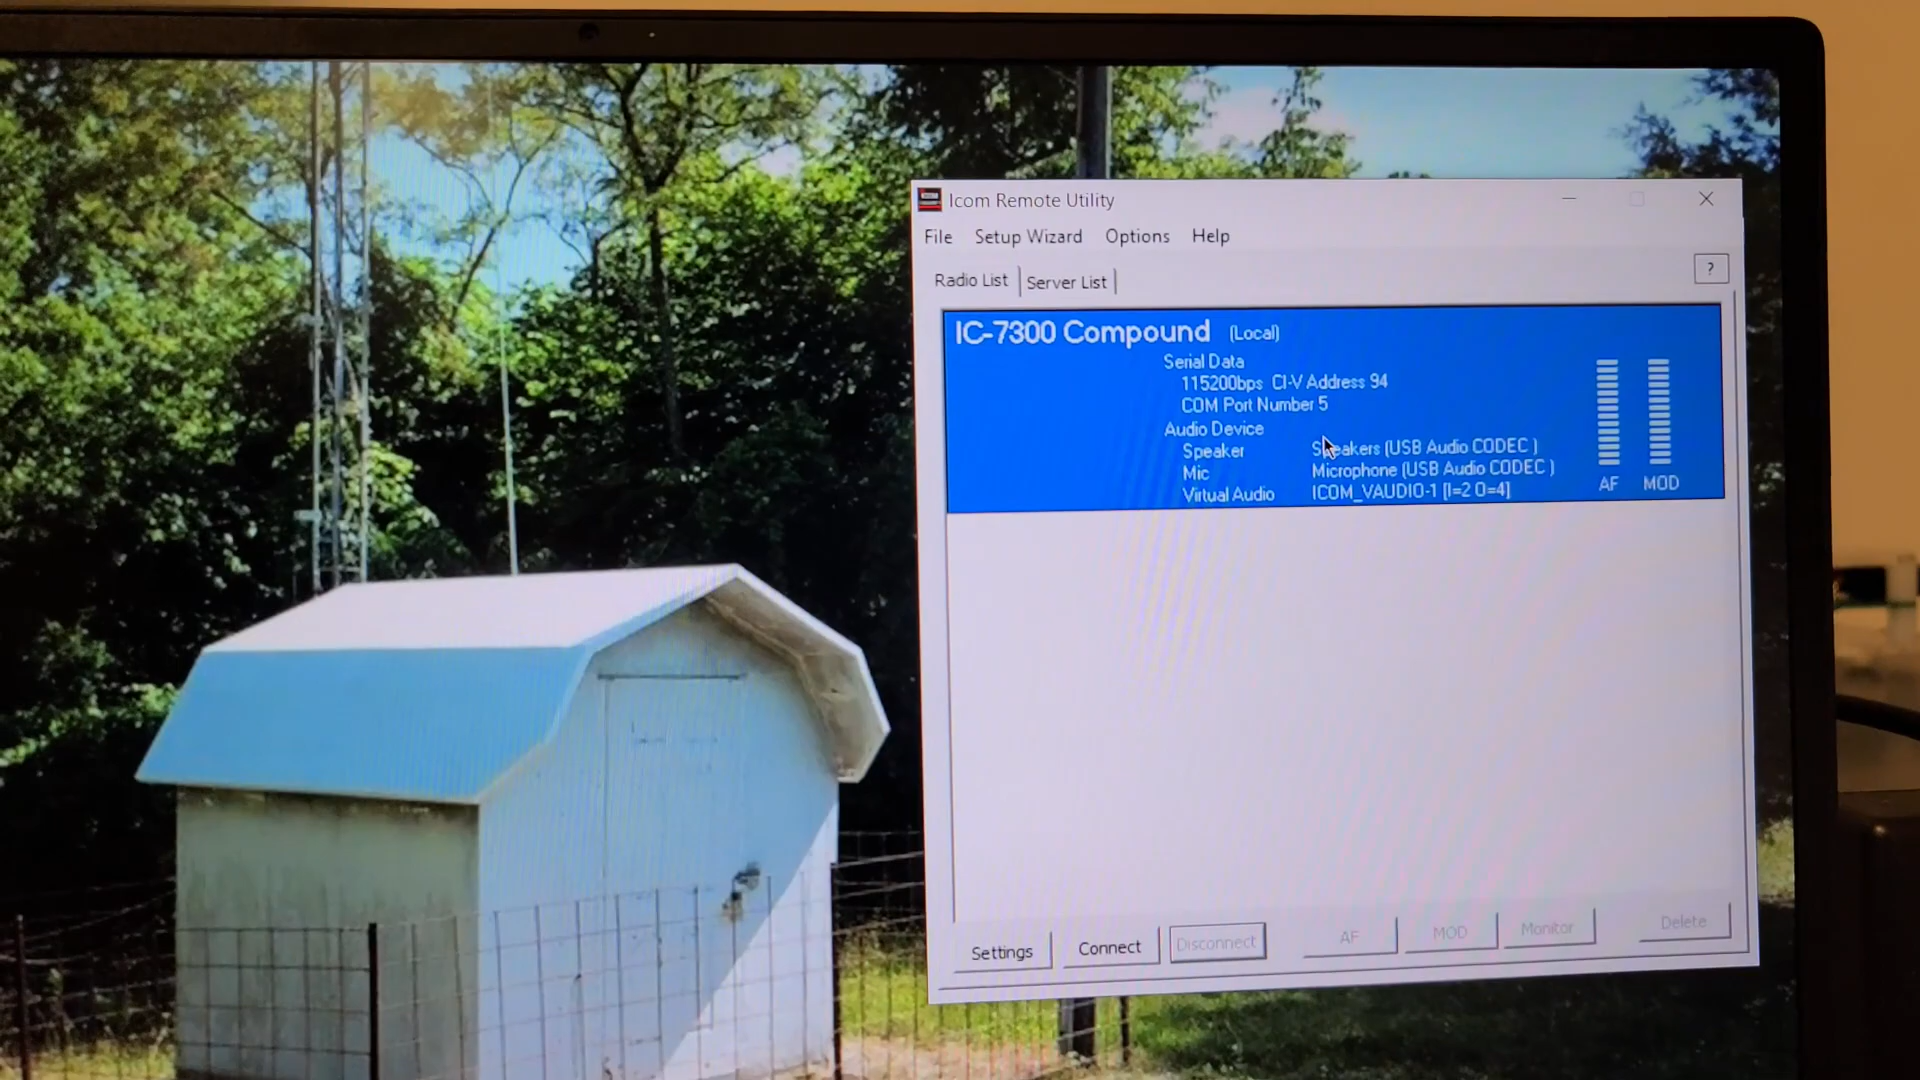 Icom Remote Utility
File Setup Wizard Options Help
?
Radio List Server List
IC-7300 Compound (Local)
Serial Data
115200bps CI-V Address 94
COM Port Number 5
Audio Device
Speaker Speakers (USB Audio CODEC )
Mic Microphone (USB Audio CODEC )
Virtual Audio ICOM_VAUDIO-1 [I=2 O=4]
AF MOD
Settings Connect Disconnect AF MOD Monitor Delete